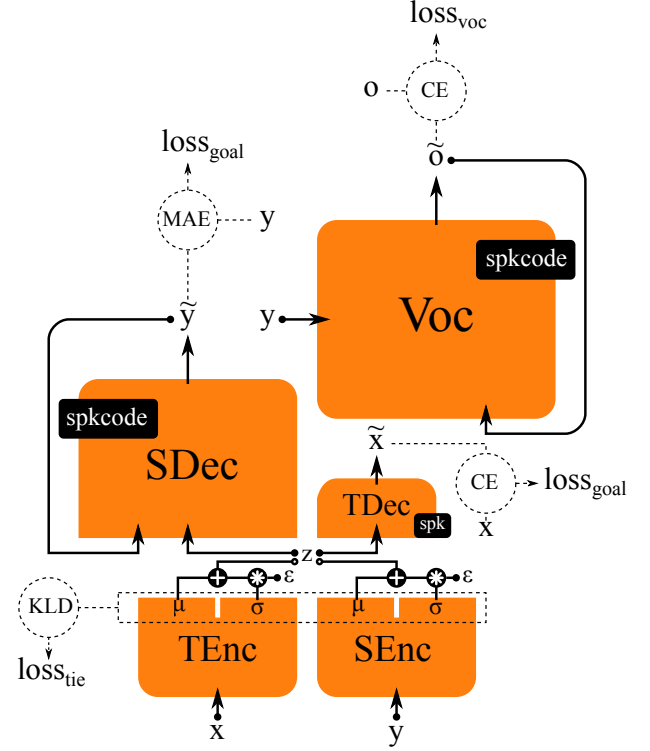 loss_voc
o
CE
õ
loss_goal
MAE
y
spkcode
Voc
ỹ
y
spkcode
SDec
x̃
TDec
spk
CE
loss_goal
x
z
ε
ε
KLD
μ
σ
μ
σ
TEnc
SEnc
loss_tie
x
y